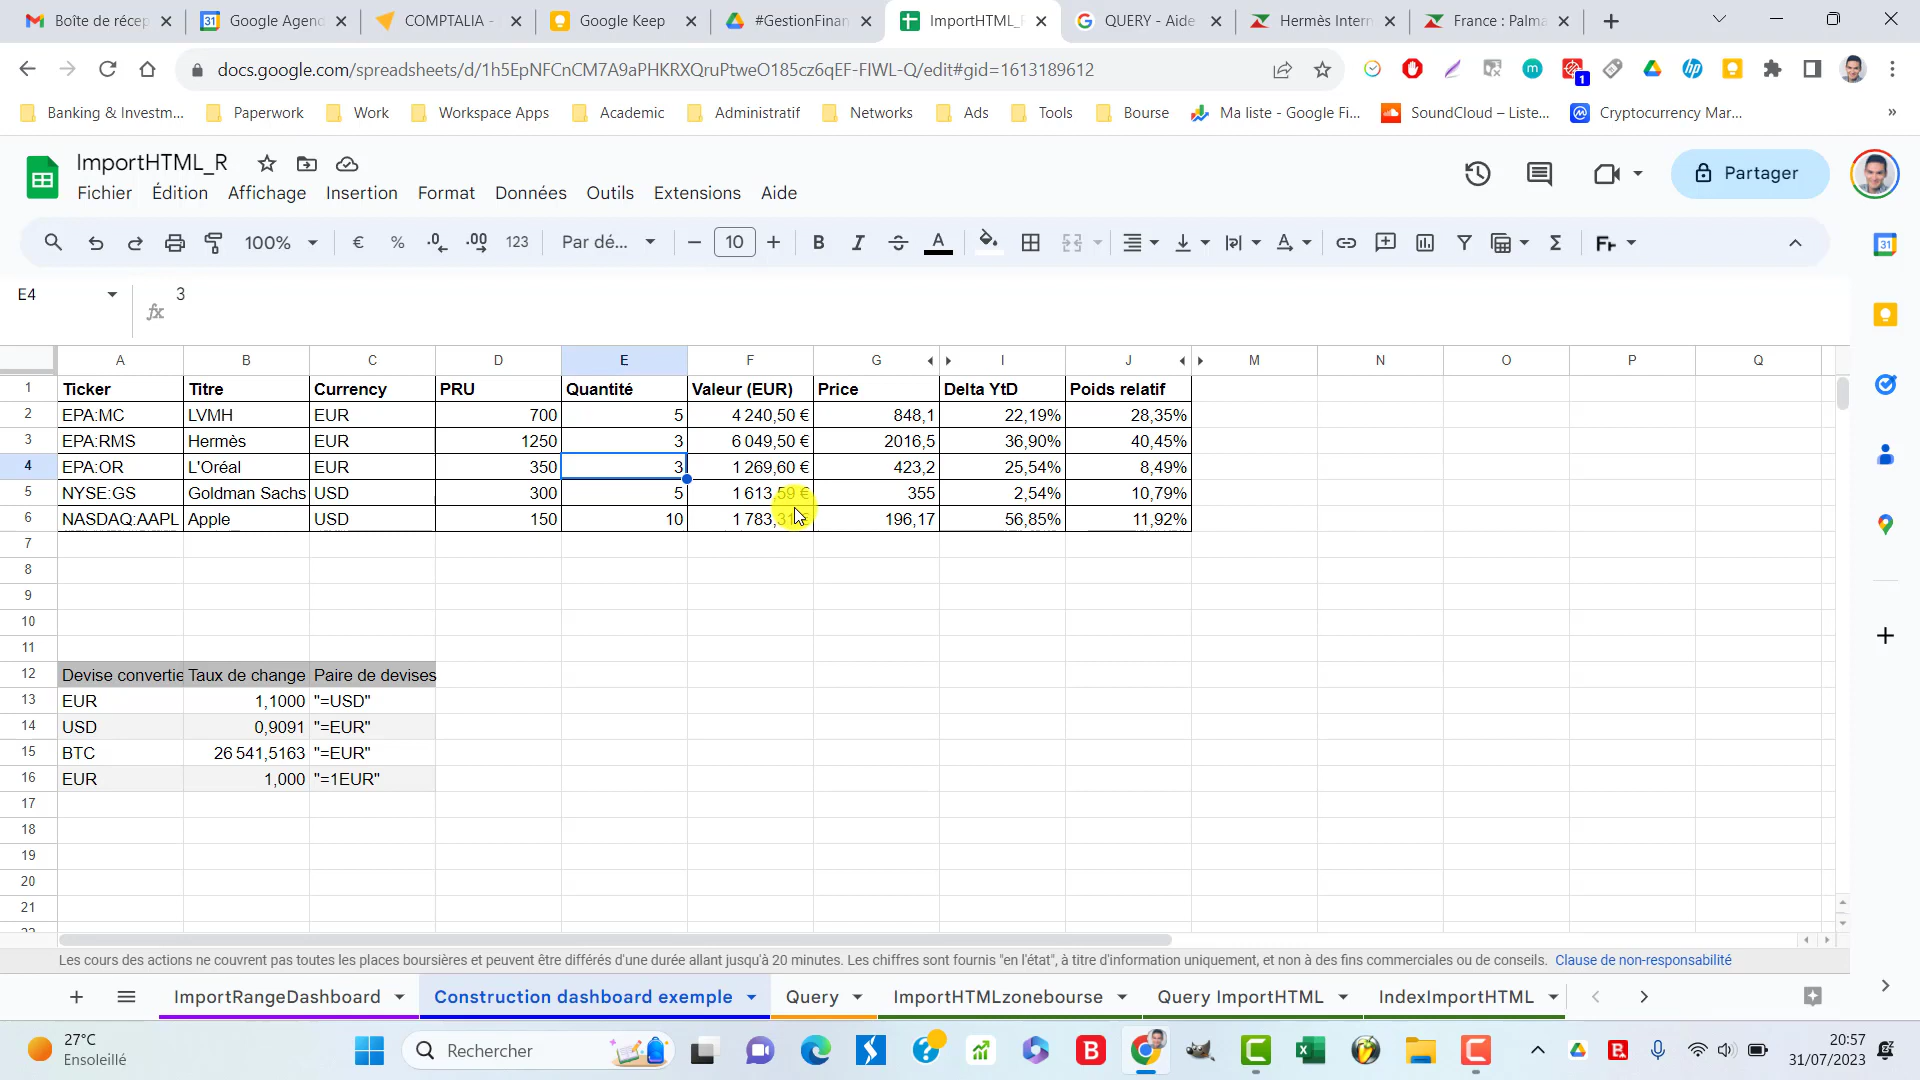 Boîte de récep
Google Agend
COMPTALIA -
Google Keep
#GestionFinan
ImportHTML_R
QUERY - Aide
Hermès Intern
France : Palma
docs.google.com/spreadsheets/d/1h5EpNFCnCM7A9aPHKRXQruPtweO185cz6qEF-FIWL-Q/edit#gid=1613189612
1
Banking & Investm...
Paperwork
Work
Workspace Apps
Academic
Administratif
Networks
Ads
Tools
Bourse
Ma liste - Google Fi...
SoundCloud – Liste...
Cryptocurrency Mar...
»
ImportHTML_R
Fichier Édition Affichage Insertion Format Données Outils Extensions Aide
Partager
100% € % .0 .00 123 Par dé... 10 B I A Σ Fr
E4
fx 3
A B C D E F G I J M N O P Q
1 Ticker Titre Currency PRU Quantité Valeur (EUR) Price Delta YtD Poids relatif
2 EPA:MC LVMH EUR 700 5 4 240,50 € 848,1 22,19% 28,35%
3 EPA:RMS Hermès EUR 1250 3 6 049,50 € 2016,5 36,90% 40,45%
4 EPA:OR L'Oréal EUR 350 3 1 269,60 € 423,2 25,54% 8,49%
5 NYSE:GS Goldman Sachs USD 300 5 1 613,59 € 355 2,54% 10,79%
6 NASDAQ:AAPL Apple USD 150 10 1 783,31 € 196,17 56,85% 11,92%
7
8
9
10
11
12 Devise convertie Taux de change Paire de devises
13 EUR 1,1000 "=USD"
14 USD 0,9091 "=EUR"
15 BTC 26 541,5163 "=EUR"
16 EUR 1,000 "=1EUR"
17
18
19
20
21
Les cours des actions ne couvrent pas toutes les places boursières et peuvent être différés d'une durée allant jusqu'à 20 minutes. Les chiffres sont fournis "en l'état", à titre d'information uniquement, et non à des fins commerciales ou de conseils. Clause de non-responsabilité
ImportRangeDashboard Construction dashboard exemple Query ImportHTMLzonebourse Query ImportHTML IndexImportHTML
27°C
Ensoleillé
Rechercher
20:57
31/07/2023